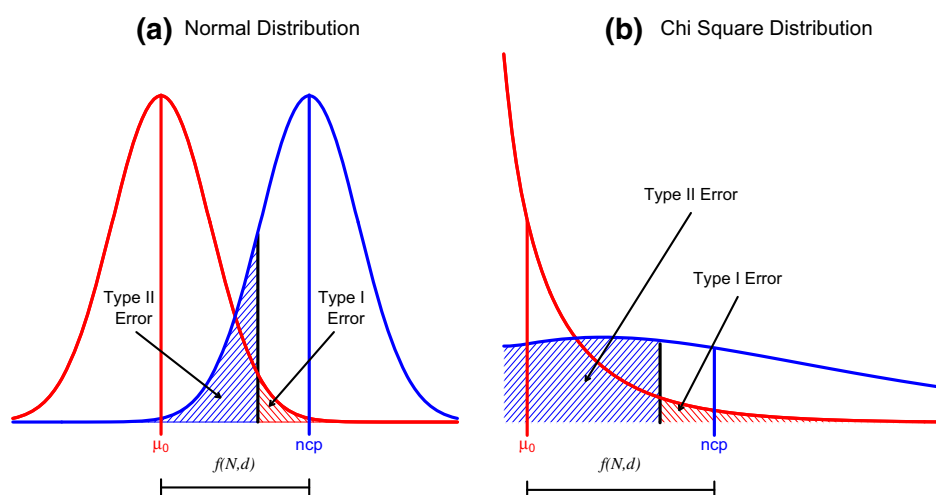 (a) Normal Distribution
(b) Chi Square Distribution
Type II
Error
Type I
Error
μ0
ncp
f(N,d)
Type II Error
Type I Error
μ0
ncp
f(N,d)